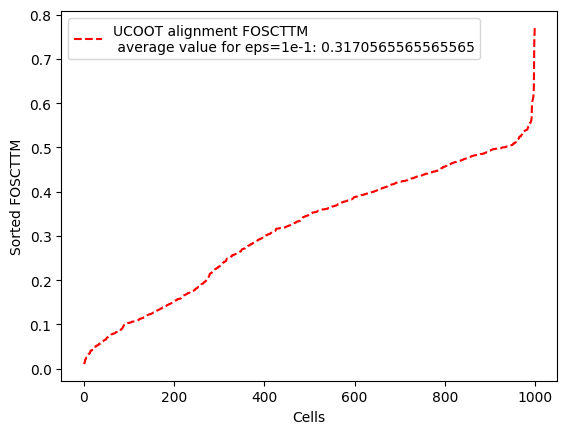 UCOOT alignment FOSCTTM
average value for eps=1e-1: 0.3170565565565565
0.8
0.7
0.6
0.5
0.4
0.3
0.2
0.1
0.0
Sorted FOSCTTM
0 200 400 600 800 1000
Cells